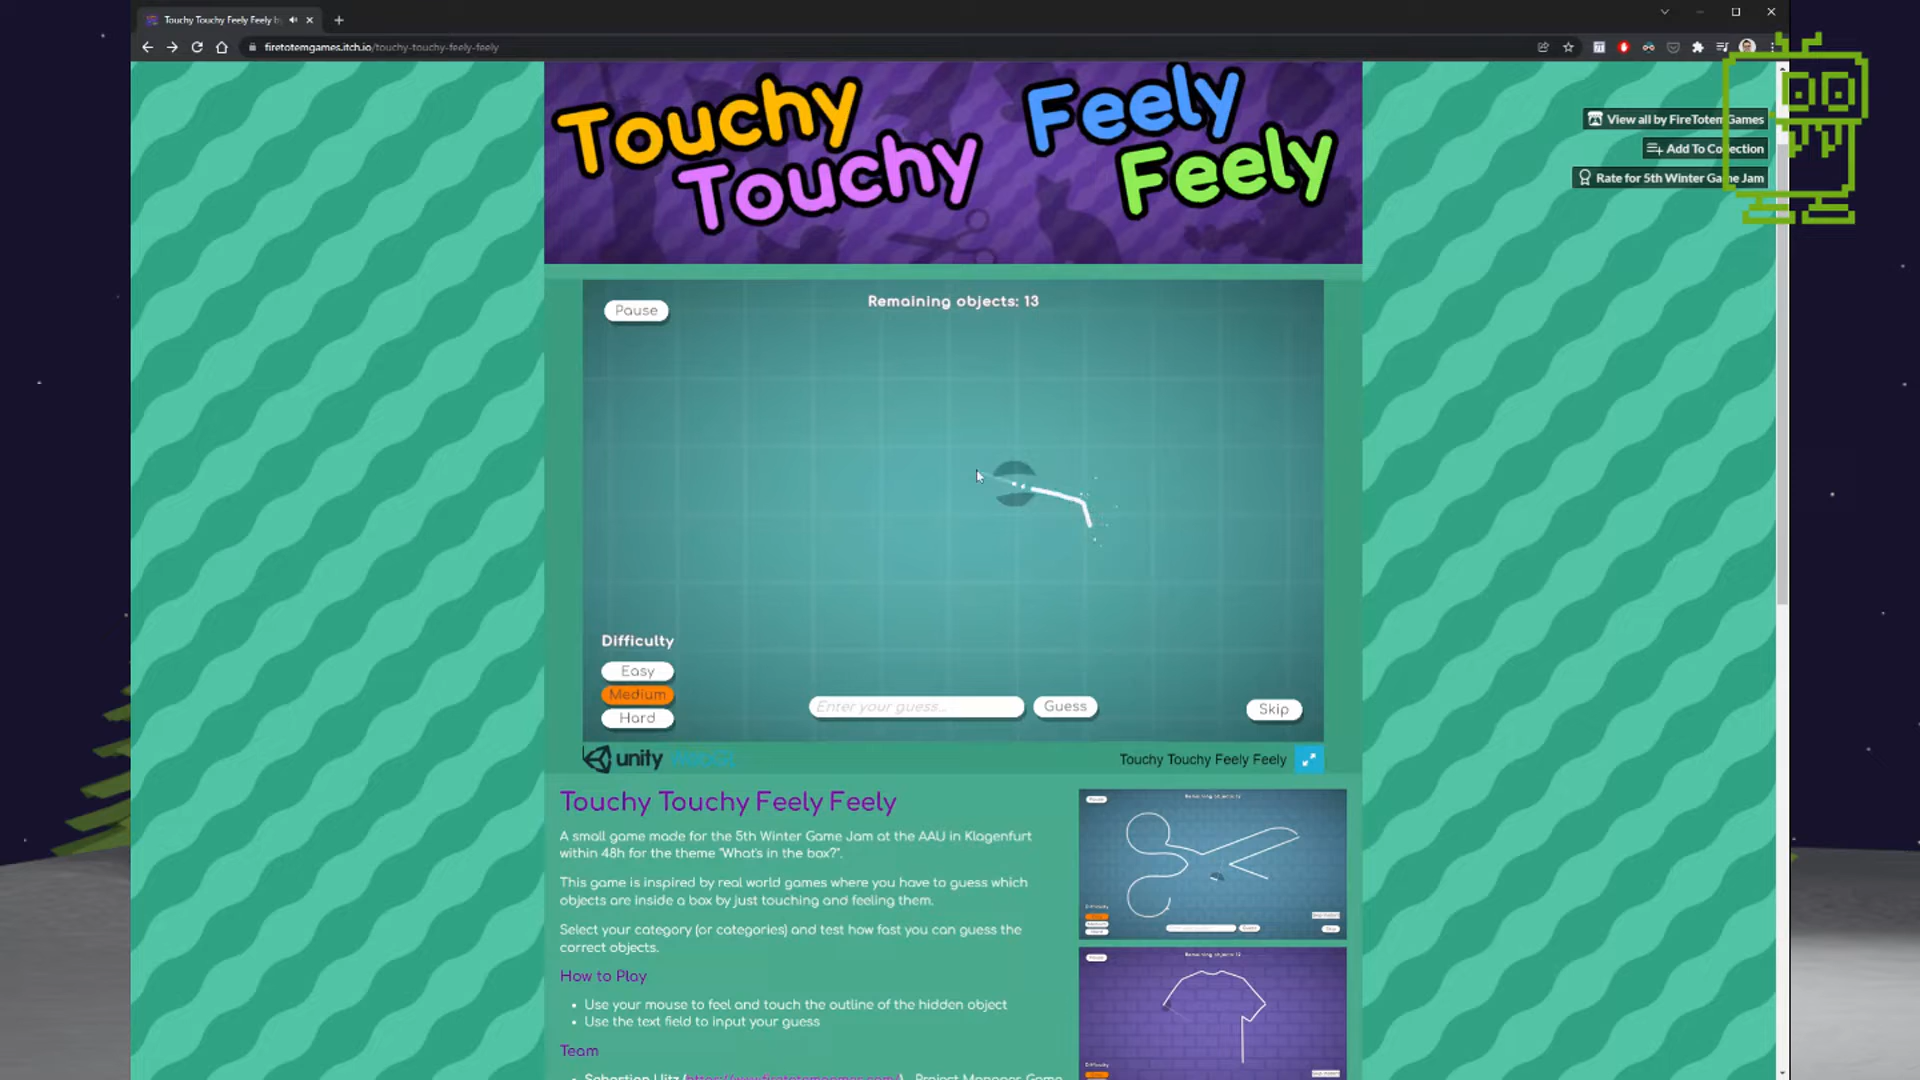 Touchy Touchy Feely Feely b
firetotemgames.itch.io/touchy-touchy-feely-feely
Touchy Feely
Touchy Feely
View all by FireTotem Games
Add To Collection
Rate for 5th Winter Game Jam
Pause
Remaining objects: 13
Difficulty
Easy
Medium
Hard
Enter your guess...
Guess
Skip
unity WebGL
Touchy Touchy Feely Feely
Touchy Touchy Feely Feely
A small game made for the 5th Winter Game Jam at the AAU in Klagenfurt
within 48h for the theme "What's in the box?".
This game is inspired by real world games where you have to guess which
objects are inside a box by just touching and feeling them.
Select your category (or categories) and test how fast you can guess the
correct objects.
How to Play
Use your mouse to feel and touch the outline of the hidden object
Use the text field to input your guess
Team